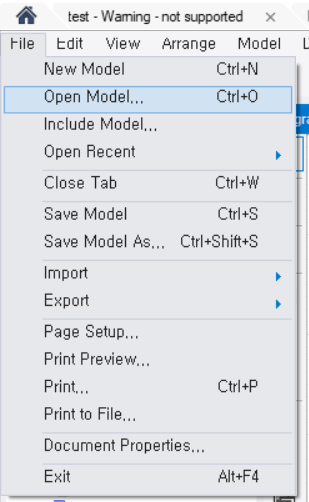 test - Warning - not supported ×
File Edit View Arrange Model
New Model Ctrl+N
Open Model... Ctrl+O
Include Model...
Open Recent
Close Tab Ctrl+W
Save Model Ctrl+S
Save Model As... Ctrl+Shift+S
Import
Export
Page Setup...
Print Preview...
Print... Ctrl+P
Print to File...
Document Properties...
Exit Alt+F4